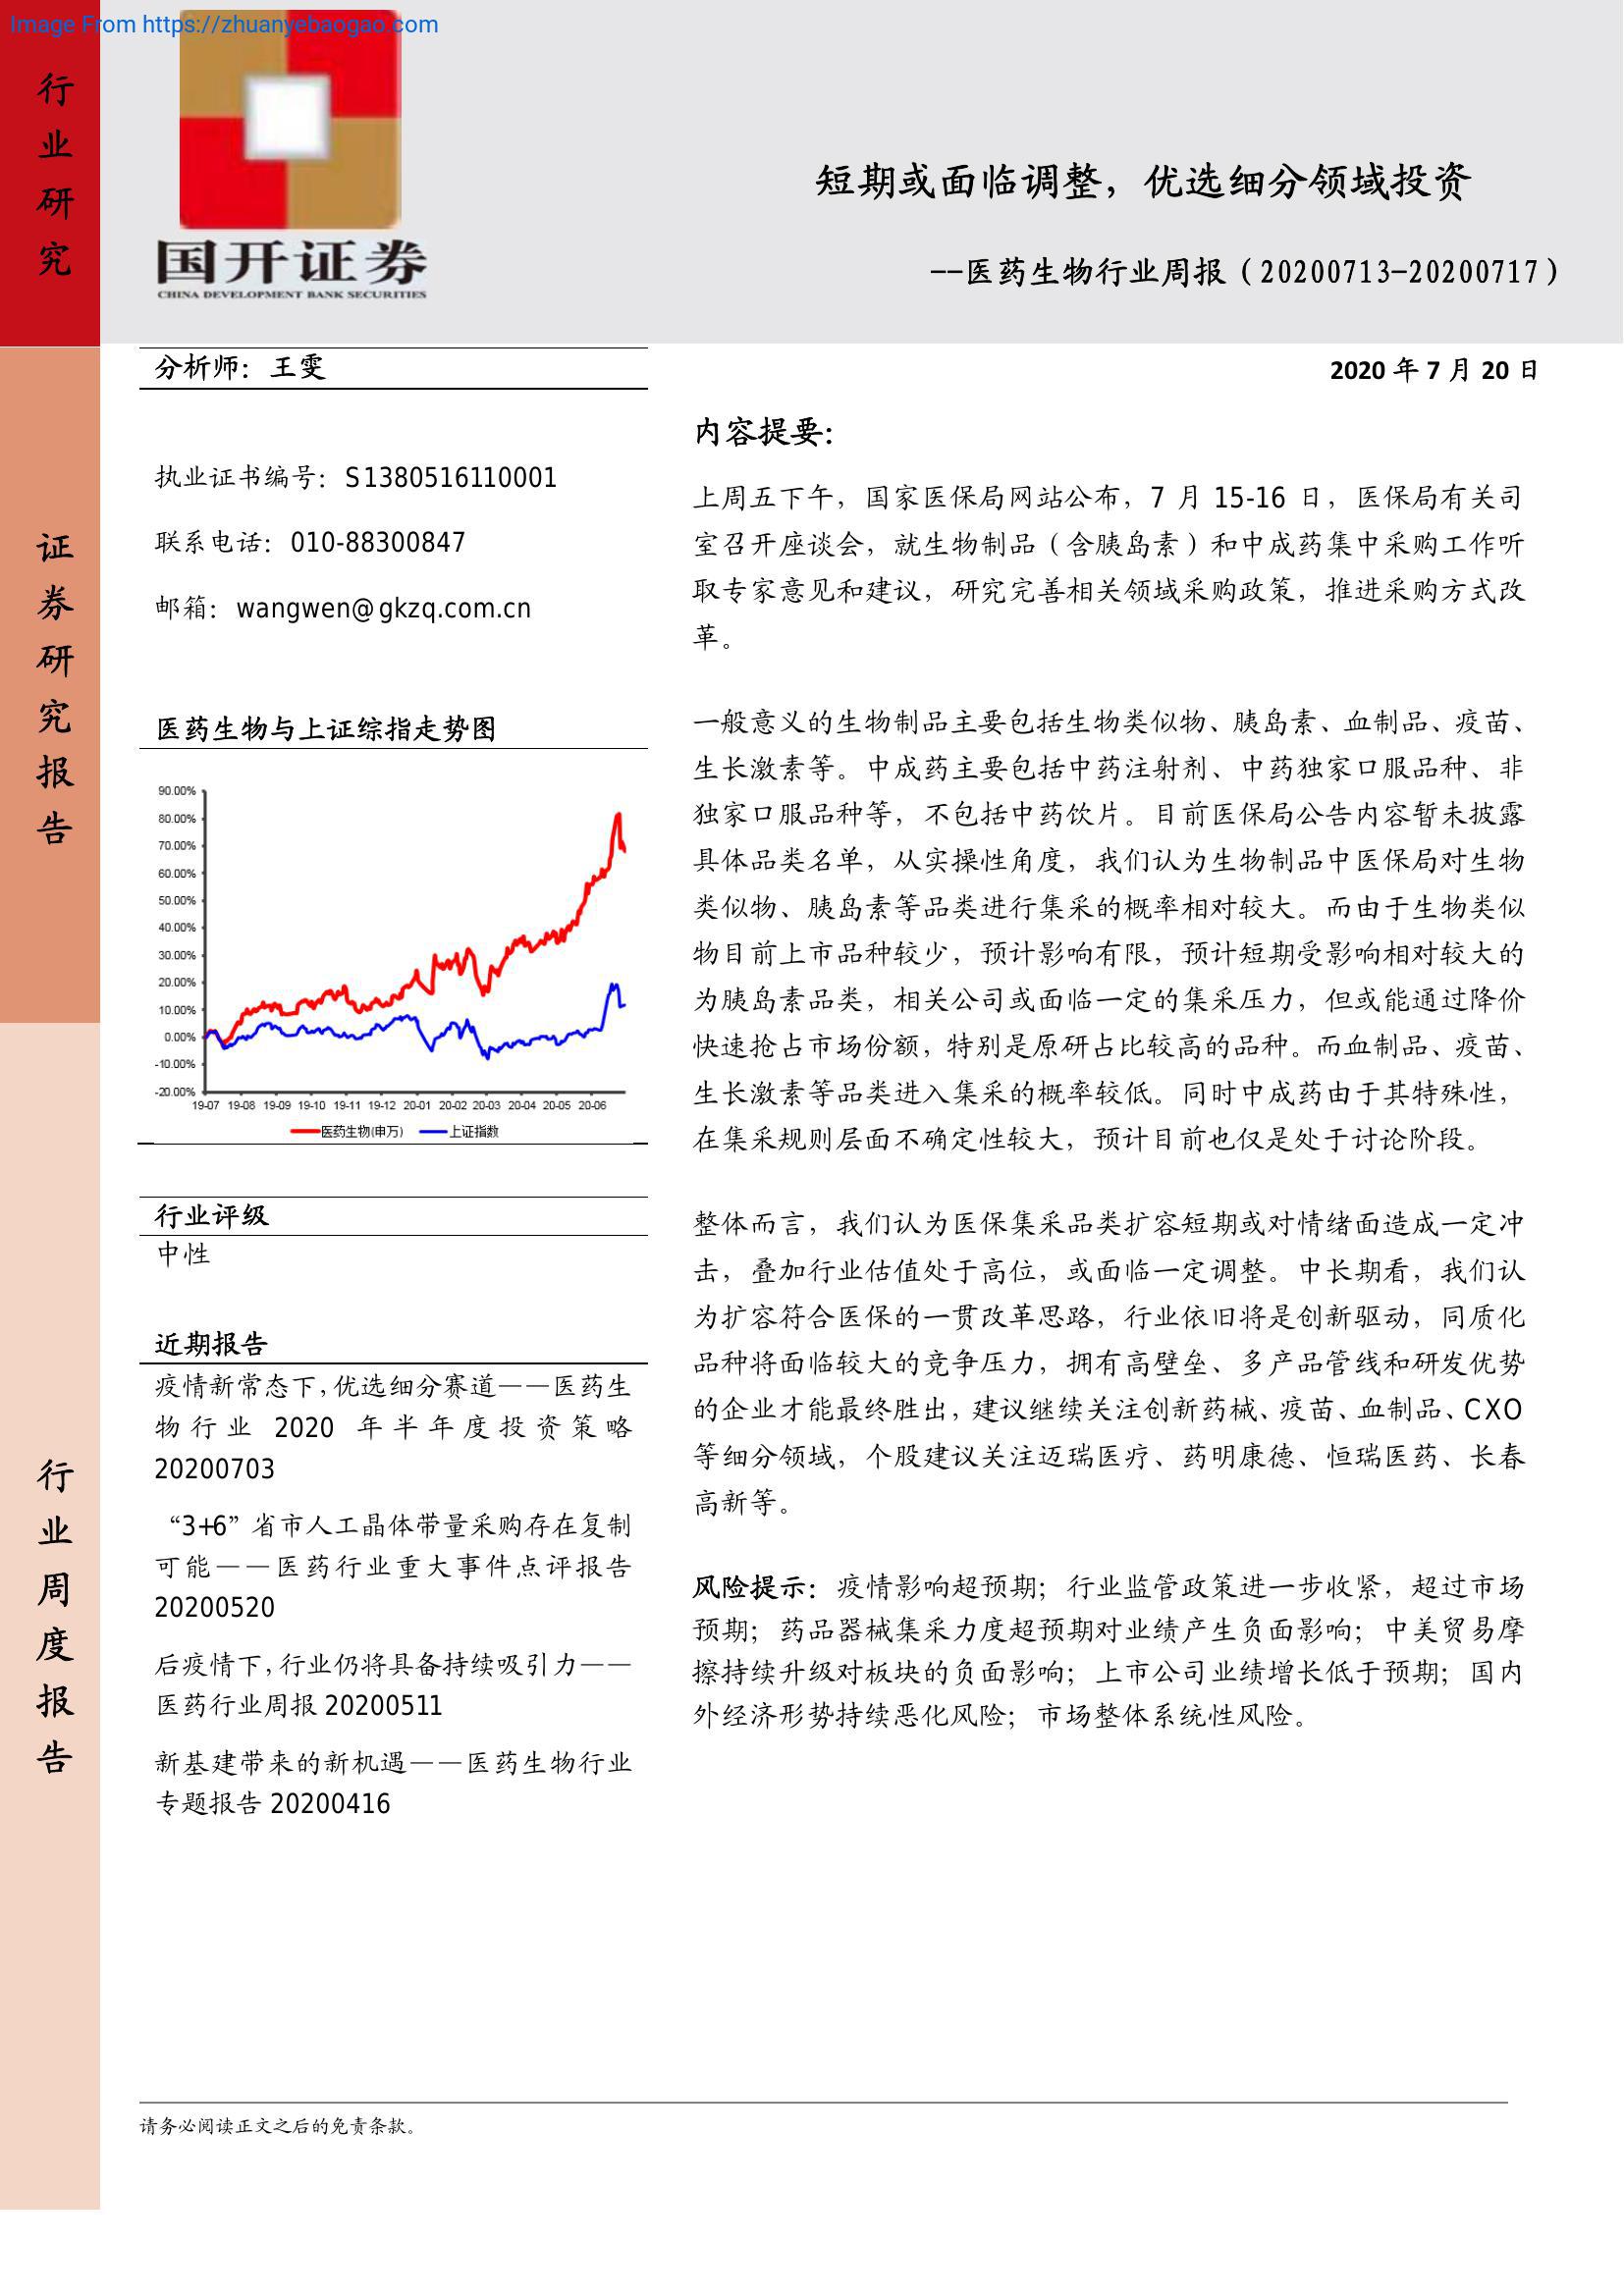 Image From https://zhuanyebaogao.com
行业研究
证券研究报告
行业周度报告
国开证券
CHINA DEVELOPMENT BANK SECURITIES
短期或面临调整，优选细分领域投资
--医药生物行业周报（20200713-20200717）
分析师：王雯
执业证书编号：S1380516110001
联系电话：010-88300847
邮箱：wangwen@gkzq.com.cn
医药生物与上证综指走势图
90.00%
80.00%
70.00%
60.00%
50.00%
40.00%
30.00%
20.00%
10.00%
0.00%
-10.00%
-20.00%
19-07 19-08 19-09 19-10 19-11 19-12 20-01 20-02 20-03 20-04 20-05 20-06
医药生物(申万) 上证指数
行业评级
中性
近期报告
疫情新常态下，优选细分赛道——医药生
物行业 2020 年半年度投资策略
20200703
“3+6”省市人工晶体带量采购存在复制
可能——医药行业重大事件点评报告
20200520
后疫情下，行业仍将具备持续吸引力——
医药行业周报 20200511
新基建带来的新机遇——医药生物行业
专题报告 20200416
2020 年 7 月 20 日
内容提要：
上周五下午，国家医保局网站公布，7 月 15-16 日，医保局有关司
室召开座谈会，就生物制品（含胰岛素）和中成药集中采购工作听
取专家意见和建议，研究完善相关领域采购政策，推进采购方式改
革。
一般意义的生物制品主要包括生物类似物、胰岛素、血制品、疫苗、
生长激素等。中成药主要包括中药注射剂、中药独家口服品种、非
独家口服品种等，不包括中药饮片。目前医保局公告内容暂未披露
具体品类名单，从实操性角度，我们认为生物制品中医保局对生物
类似物、胰岛素等品类进行集采的概率相对较大。而由于生物类似
物目前上市品种较少，预计影响有限，预计短期受影响相对较大的
为胰岛素品类，相关公司或面临一定的集采压力，但或能通过降价
快速抢占市场份额，特别是原研占比较高的品种。而血制品、疫苗、
生长激素等品类进入集采的概率较低。同时中成药由于其特殊性，
在集采规则层面不确定性较大，预计目前也仅是处于讨论阶段。
整体而言，我们认为医保集采品类扩容短期或对情绪面造成一定冲
击，叠加行业估值处于高位，或面临一定调整。中长期看，我们认
为扩容符合医保的一贯改革思路，行业依旧将是创新驱动，同质化
品种将面临较大的竞争压力，拥有高壁垒、多产品管线和研发优势
的企业才能最终胜出，建议继续关注创新药械、疫苗、血制品、CXO
等细分领域，个股建议关注迈瑞医疗、药明康德、恒瑞医药、长春
高新等。
风险提示：疫情影响超预期；行业监管政策进一步收紧，超过市场
预期；药品器械集采力度超预期对业绩产生负面影响；中美贸易摩
擦持续升级对板块的负面影响；上市公司业绩增长低于预期；国内
外经济形势持续恶化风险；市场整体系统性风险。
请务必阅读正文之后的免责条款。